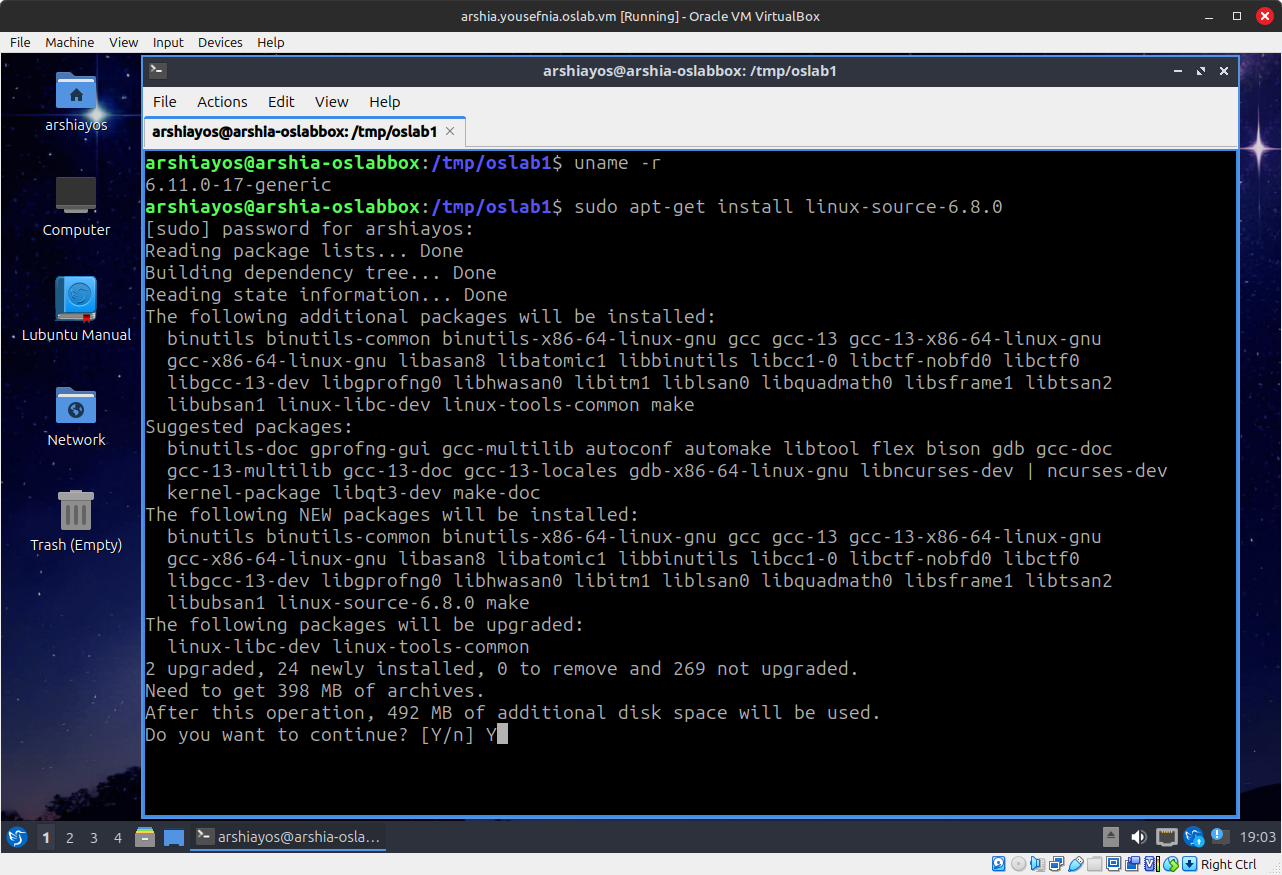 arshia.yousefnia.oslab.vm [Running] - Oracle VM VirtualBox
File Machine View Input Devices Help
arshiayos@arshia-oslabbox: /tmp/oslab1
File Actions Edit View Help
arshiayos@arshia-oslabbox: /tmp/oslab1
arshiayos
Computer
Lubuntu Manual
Network
Trash (Empty)
arshiayos@arshia-oslabbox:/tmp/oslab1$ uname -r
6.11.0-17-generic
arshiayos@arshia-oslabbox:/tmp/oslab1$ sudo apt-get install linux-source-6.8.0
[sudo] password for arshiayos:
Reading package lists... Done
Building dependency tree... Done
Reading state information... Done
The following additional packages will be installed:
  binutils binutils-common binutils-x86-64-linux-gnu gcc gcc-13 gcc-13-x86-64-linux-gnu
  gcc-x86-64-linux-gnu libasan8 libatomic1 libbinutils libcc1-0 libctf-nobfd0 libctf0
  libgcc-13-dev libgprofng0 libhwasan0 libitm1 liblsan0 libquadmath0 libsframe1 libtsan2
  libubsan1 linux-libc-dev linux-tools-common make
Suggested packages:
  binutils-doc gprofng-gui gcc-multilib autoconf automake libtool flex bison gdb gcc-doc
  gcc-13-multilib gcc-13-doc gcc-13-locales gdb-x86-64-linux-gnu libncurses-dev | ncurses-dev
  kernel-package libqt3-dev make-doc
The following NEW packages will be installed:
  binutils binutils-common binutils-x86-64-linux-gnu gcc gcc-13 gcc-13-x86-64-linux-gnu
  gcc-x86-64-linux-gnu libasan8 libatomic1 libbinutils libcc1-0 libctf-nobfd0 libctf0
  libgcc-13-dev libgprofng0 libhwasan0 libitm1 liblsan0 libquadmath0 libsframe1 libtsan2
  libubsan1 linux-source-6.8.0 make
The following packages will be upgraded:
  linux-libc-dev linux-tools-common
2 upgraded, 24 newly installed, 0 to remove and 269 not upgraded.
Need to get 398 MB of archives.
After this operation, 492 MB of additional disk space will be used.
Do you want to continue? [Y/n] Y
1 2 3 4 arshiayos@arshia-osla... 19:03
Right Ctrl